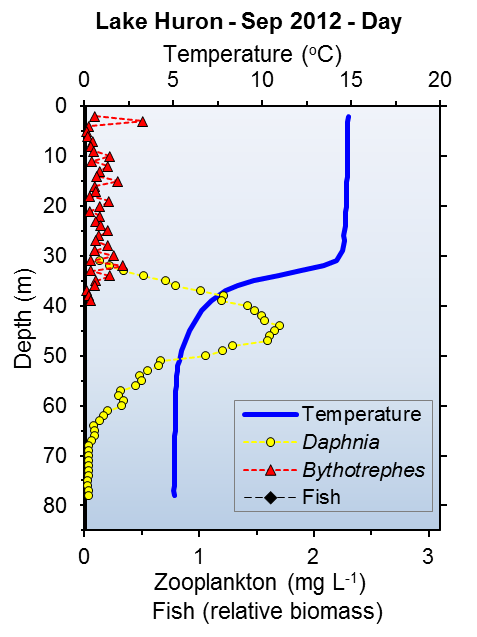 Lake Huron - Sep 2012 - Day
Temperature (°C)
0 5 10 15 20
0
10
20
30
40
50
60
70
80
Depth (m)
Temperature
Daphnia
Bythotrephes
Fish
0 1 2 3
Zooplankton (mg L⁻¹)
Fish (relative biomass)